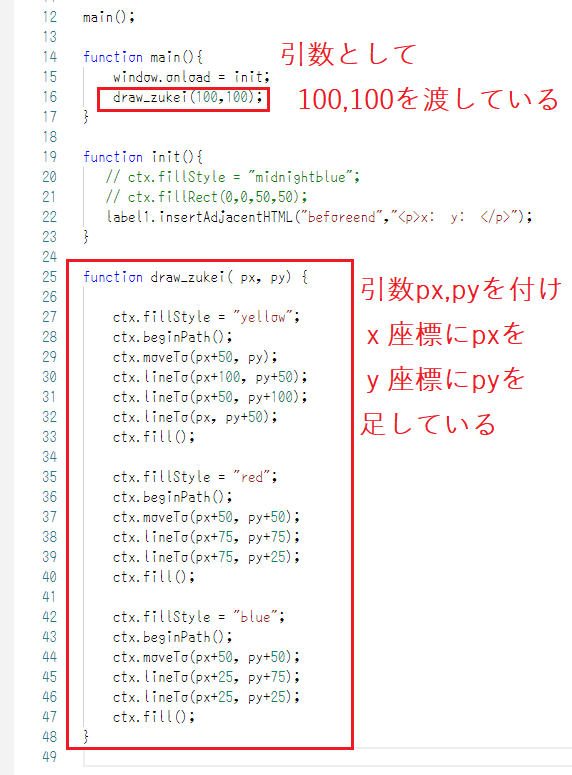 12 main();
13
14 function main(){
15 window.onload = init;
16 draw_zukei(100,100);
17 }
18
19 function init(){
20 // ctx.fillStyle = "midnightblue";
21 // ctx.fillRect(0,0,50,50);
22 label1.insertAdjacentHTML("beforeend","<p>x: y: </p>");
23 }
24
25 function draw_zukei( px, py) {
26
27 ctx.fillStyle = "yellow";
28 ctx.beginPath();
29 ctx.moveTo(px+50, py);
30 ctx.lineTo(px+100, py+50);
31 ctx.lineTo(px+50, py+100);
32 ctx.lineTo(px, py+50);
33 ctx.fill();
34
35 ctx.fillStyle = "red";
36 ctx.beginPath();
37 ctx.moveTo(px+50, py+50);
38 ctx.lineTo(px+75, py+75);
39 ctx.lineTo(px+75, py+25);
40 ctx.fill();
41
42 ctx.fillStyle = "blue";
43 ctx.beginPath();
44 ctx.moveTo(px+50, py+50);
45 ctx.lineTo(px+25, py+75);
46 ctx.lineTo(px+25, py+25);
47 ctx.fill();
48 }
49
引数として
100,100を渡している
引数px,pyを付け
x 座標にpxを
y 座標にpyを
足している